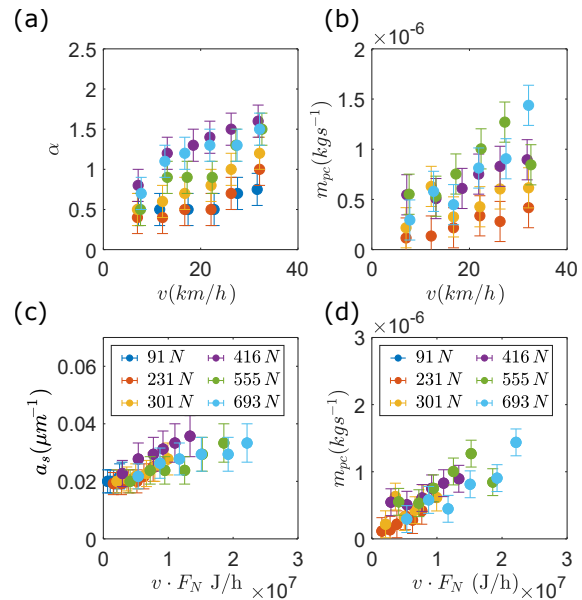 (a)
2.5
2
1.5
1
0.5
0
α
0 20 40
v(km/h)
(b)
×10⁻⁶
2
1.5
1
0.5
0
m_pc(kgs⁻¹)
0 20 40
v(km/h)
(c)
0.06
0.04
0.02
0
a_s(μm⁻¹)
91 N 416 N
231 N 555 N
301 N 693 N
0 1 2 3
v · F_N J/h ×10⁷
(d)
×10⁻⁶
3
2
1
0
m_pc(kgs⁻¹)
91 N 416 N
231 N 555 N
301 N 693 N
0 1 2 3
v · F_N (J/h) ×10⁷